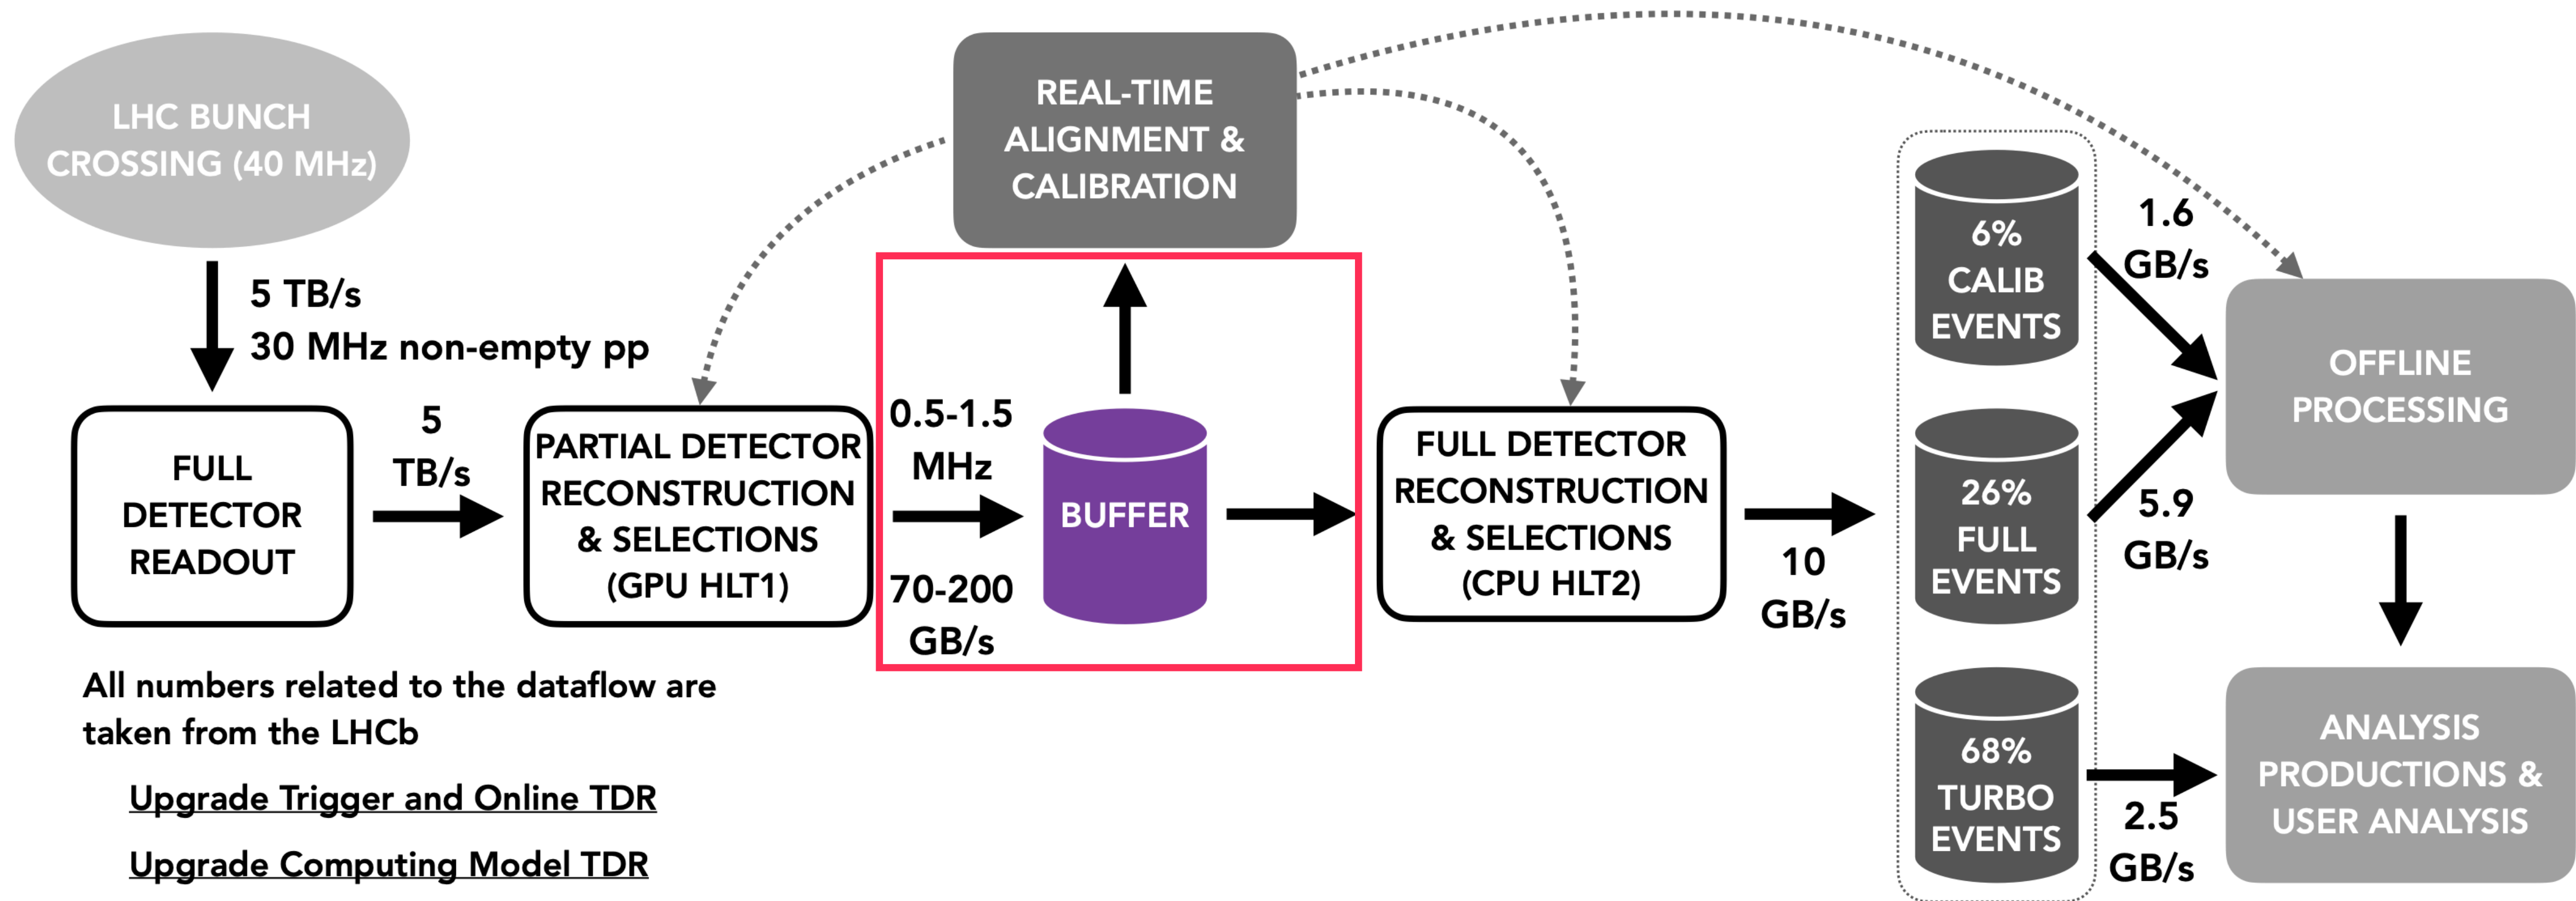 LHC BUNCH
CROSSING (40 MHz)
5 TB/s
30 MHz non-empty pp
FULL
DETECTOR
READOUT
5
TB/s
PARTIAL DETECTOR
RECONSTRUCTION
& SELECTIONS
(GPU HLT1)
REAL-TIME
ALIGNMENT &
CALIBRATION
0.5-1.5
MHz
70-200
GB/s
BUFFER
FULL DETECTOR
RECONSTRUCTION
& SELECTIONS
(CPU HLT2)
10
GB/s
6%
CALIB
EVENTS
1.6
GB/s
26%
FULL
EVENTS
5.9
GB/s
68%
TURBO
EVENTS
2.5
GB/s
OFFLINE
PROCESSING
ANALYSIS
PRODUCTIONS &
USER ANALYSIS
All numbers related to the dataflow are
taken from the LHCb
Upgrade Trigger and Online TDR
Upgrade Computing Model TDR